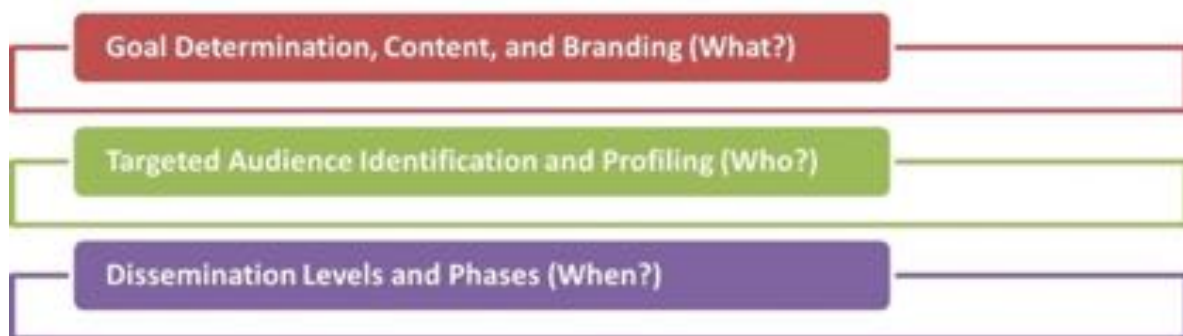 Goal Determination, Content, and Branding (What?)
Targeted Audience Identification and Profiling (Who?)
Dissemination Levels and Phases (When?)